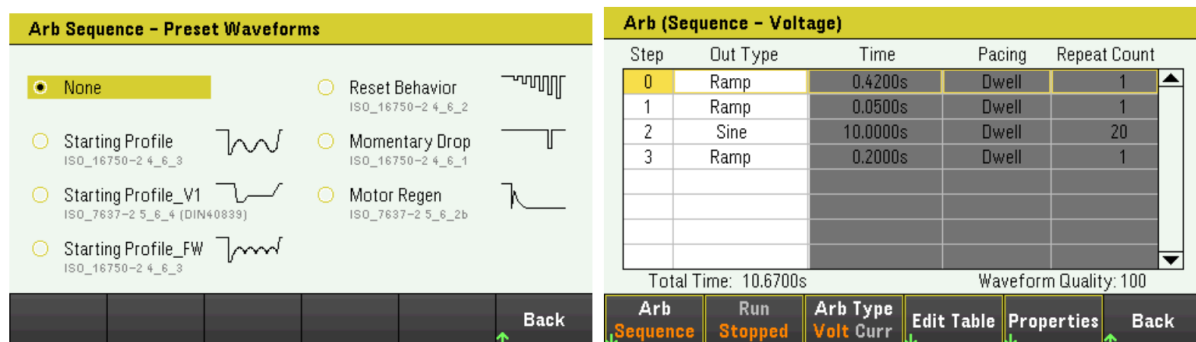 Arb Sequence - Preset Waveforms
None
Starting Profile
ISO_16750-2 4_6_3
Starting Profile_V1
ISO_7637-2 5_6_4 (DIN40839)
Starting Profile_FW
ISO_16750-2 4_6_3
Reset Behavior
ISO_16750-2 4_6_2
Momentary Drop
ISO_16750-2 4_6_1
Motor Regen
ISO_7637-2 5_6_2b
Back
Arb (Sequence - Voltage)
Step Out Type Time Pacing Repeat Count
0 Ramp 0.4200s Dwell 1
1 Ramp 0.0500s Dwell 1
2 Sine 10.0000s Dwell 20
3 Ramp 0.2000s Dwell 1
Total Time: 10.6700s Waveform Quality: 100
Arb Run Arb Type Edit Table Properties Back
Sequence Stopped Volt Curr